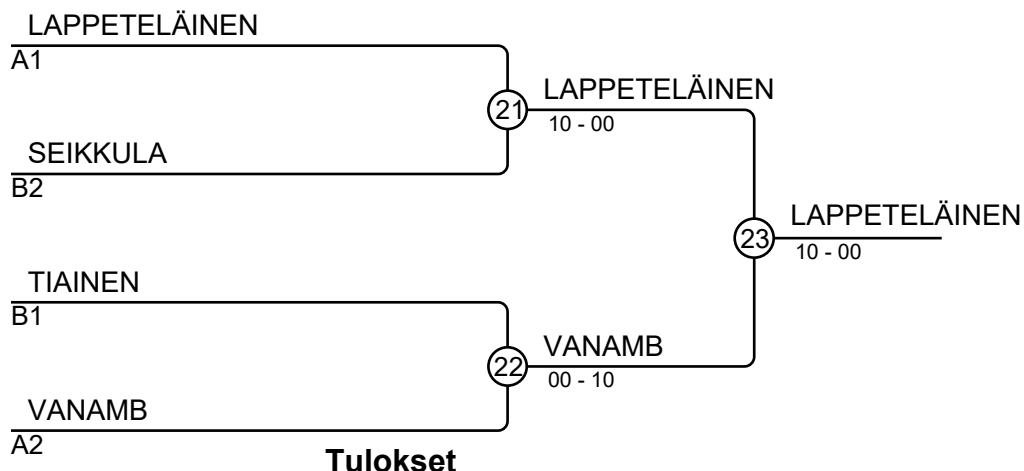 LAPPETELÄINEN
A1
21
LAPPETELÄINEN
10 - 00
SEIKKULA
B2
23
LAPPETELÄINEN
10 - 00
TIAINEN
B1
22
VANAMB
00 - 10
VANAMB
A2
Tulokset